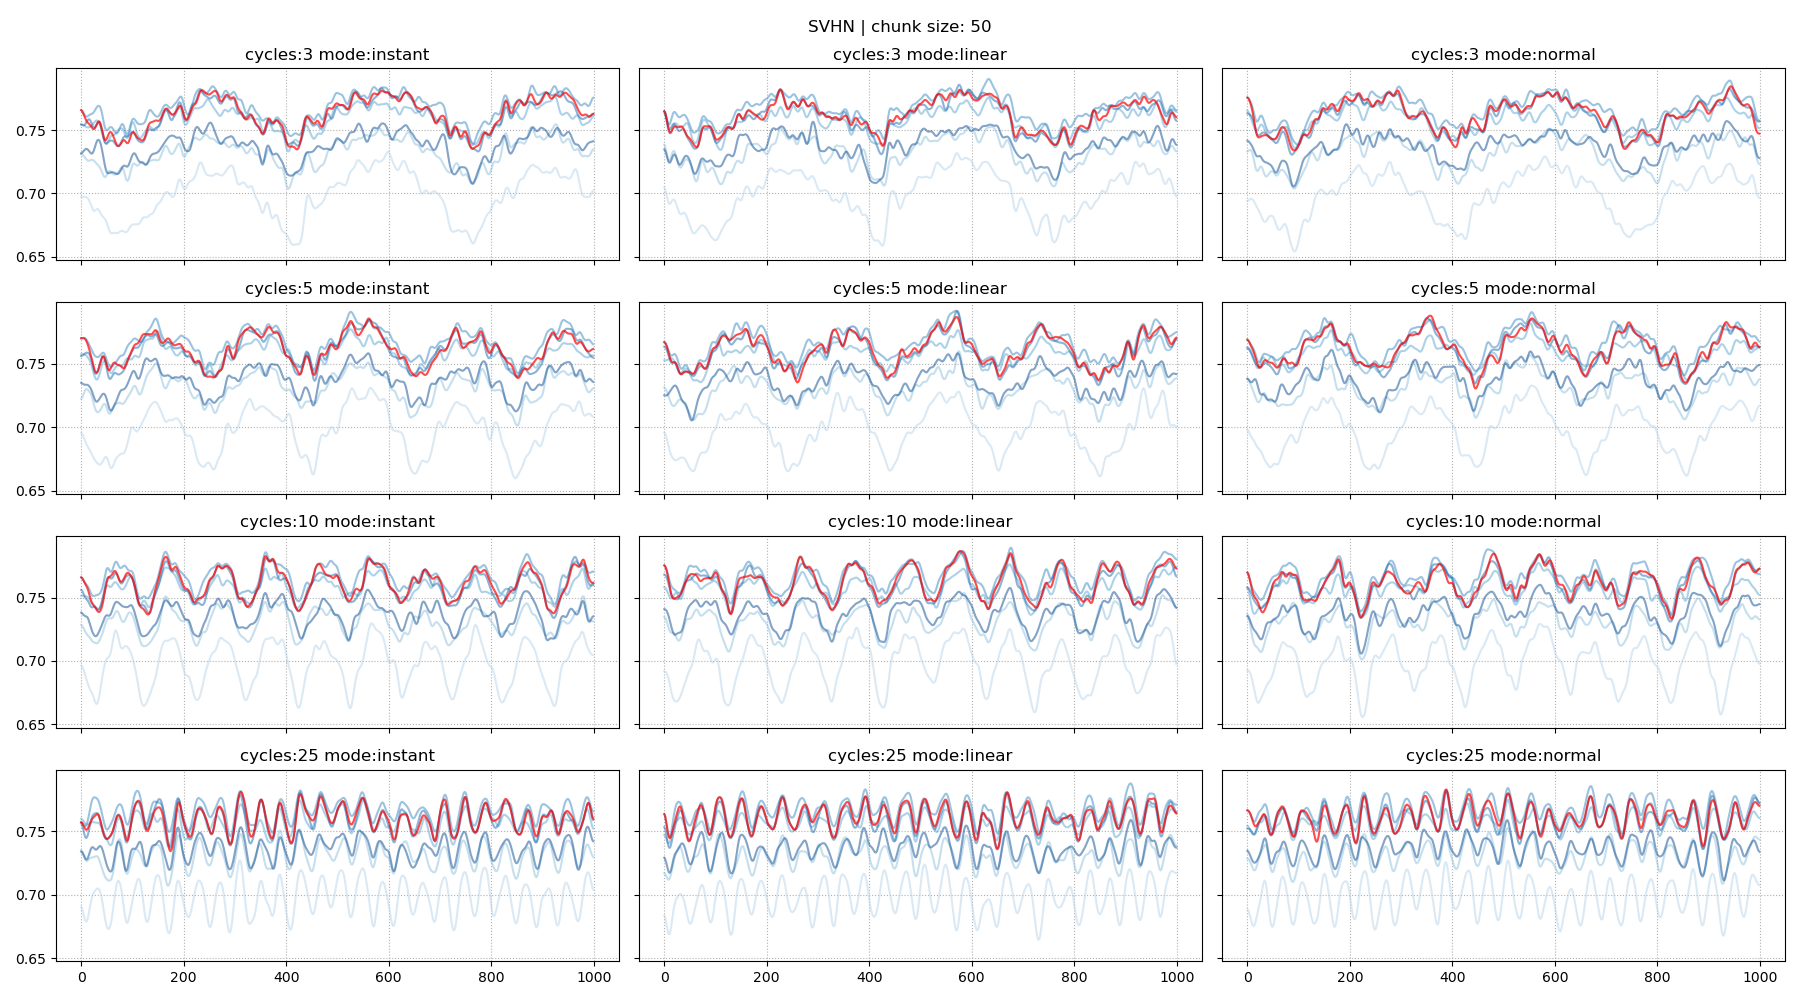 SVHN | chunk size: 50
cycles:3 mode:instant
cycles:3 mode:linear
cycles:3 mode:normal
0.75
0.70
0.65
cycles:5 mode:instant
cycles:5 mode:linear
cycles:5 mode:normal
0.75
0.70
0.65
cycles:10 mode:instant
cycles:10 mode:linear
cycles:10 mode:normal
0.75
0.70
0.65
cycles:25 mode:instant
cycles:25 mode:linear
cycles:25 mode:normal
0.75
0.70
0.65
0 200 400 600 800 1000
0 200 400 600 800 1000
0 200 400 600 800 1000